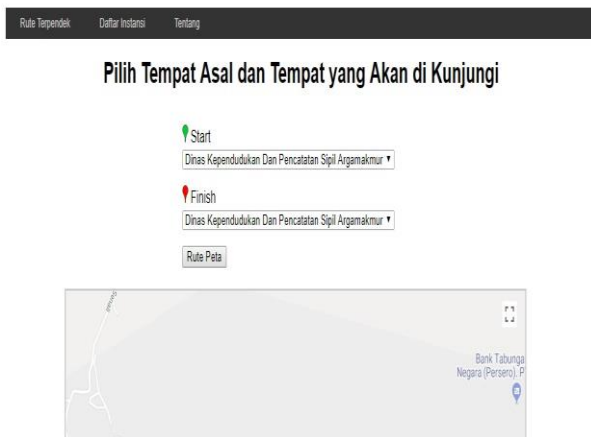 Rute Terpendek Daftar Instansi Tentang
Pilih Tempat Asal dan Tempat yang Akan di Kunjungi
Start
Dinas Kependudukan Dan Pencatatan Sipil Argamakmur
Finish
Dinas Kependudukan Dan Pencatatan Sipil Argamakmur
Rute Peta
Bank Tabunga
Negara (Persero). P